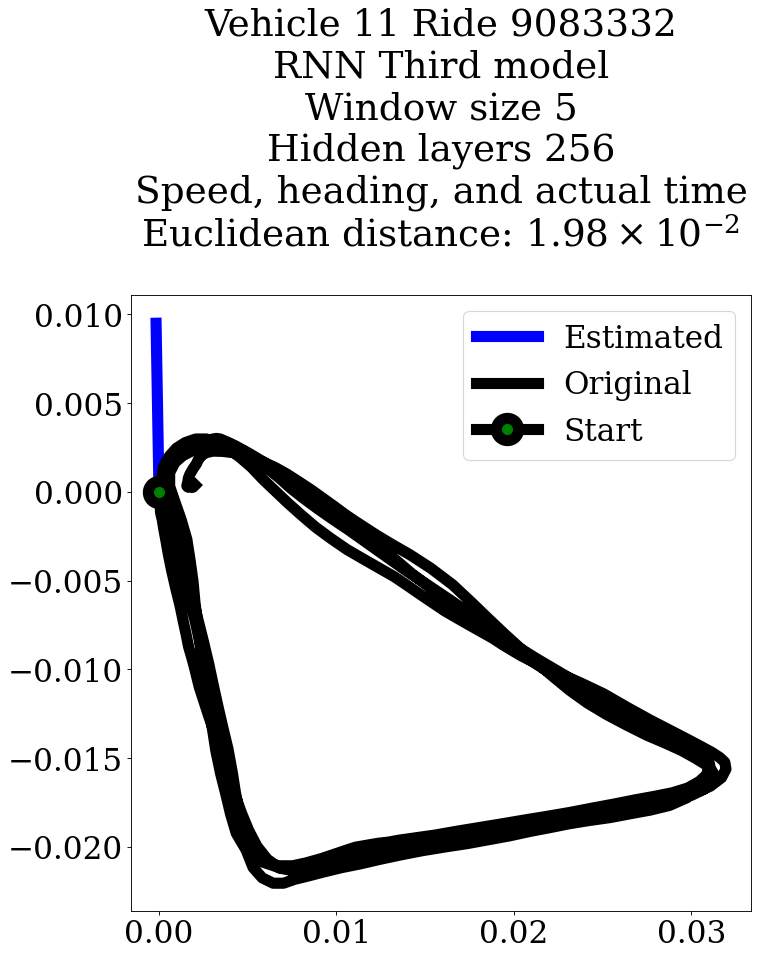 Vehicle 11 Ride 9083332
RNN Third model
Window size 5
Hidden layers 256
Speed, heading, and actual time
Euclidean distance: 1.98 × 10⁻²
Estimated
Original
Start
0.010
0.005
0.000
−0.005
−0.010
−0.015
−0.020
0.00 0.01 0.02 0.03